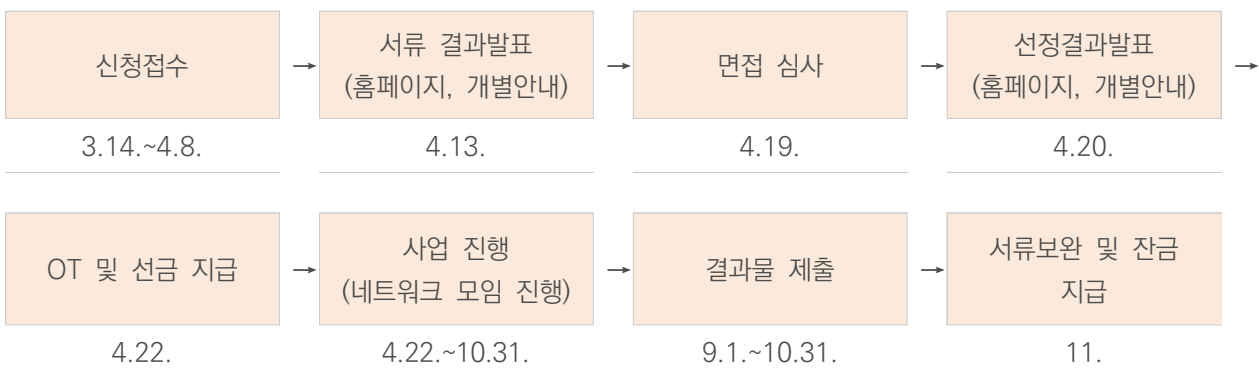 신청접수
서류 결과발표
(홈페이지, 개별안내)
면접 심사
선정결과발표
(홈페이지, 개별안내)
3.14.~4.8.
4.13.
4.19.
4.20.
OT 및 선금 지급
사업 진행
(네트워크 모임 진행)
결과물 제출
서류보완 및 잔금
지급
4.22.
4.22.~10.31.
9.1.~10.31.
11.